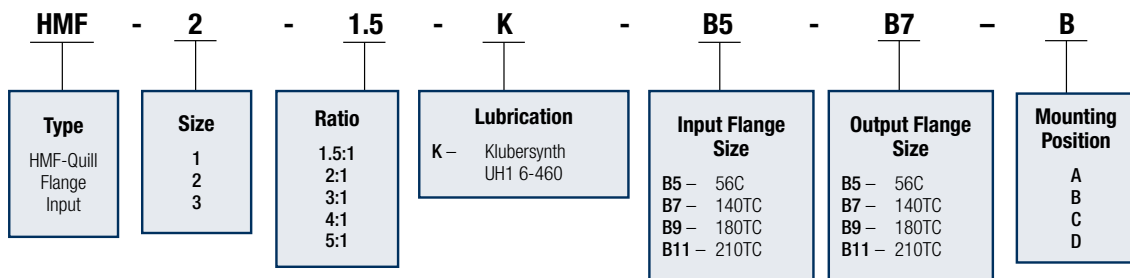 HMF - 2 - 1.5 - K - B5 - B7 – B
Type
HMF-Quill
Flange
Input
Size
1
2
3
Ratio
1.5:1
2:1
3:1
4:1
5:1
Lubrication
K – Klubersynth
UH1 6-460
Input Flange
Size
B5 – 56C
B7 – 140TC
B9 – 180TC
B11 – 210TC
Output Flange
Size
B5 – 56C
B7 – 140TC
B9 – 180TC
B11 – 210TC
Mounting
Position
A
B
C
D